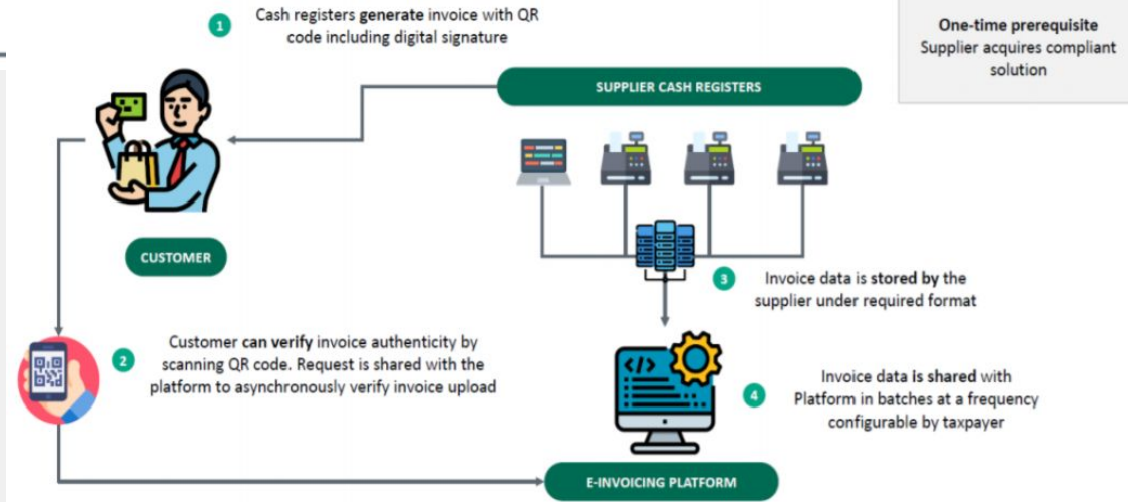 1
Cash registers generate invoice with QR
code including digital signature
One-time prerequisite
Supplier acquires compliant
solution
SUPPLIER CASH REGISTERS
CUSTOMER
3
Invoice data is stored by the
supplier under required format
2
Customer can verify invoice authenticity by
scanning QR code. Request is shared with the
platform to asynchronously verify invoice upload
</>
4
Invoice data is shared with
Platform in batches at a frequency
configurable by taxpayer
E-INVOICING PLATFORM